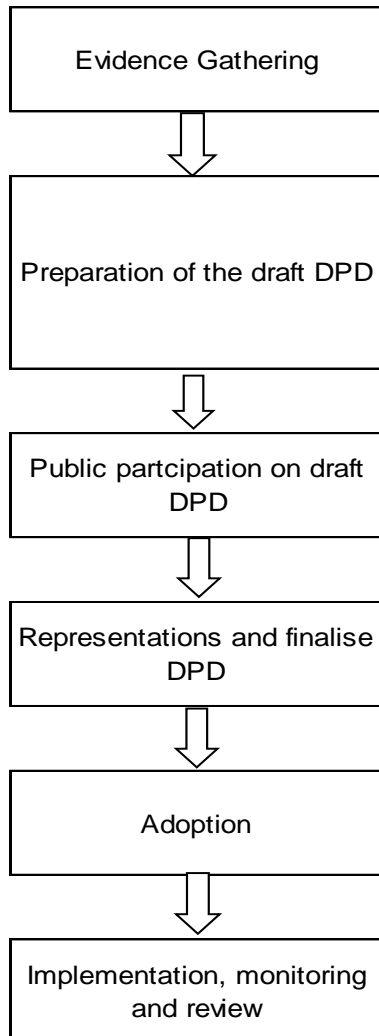 Evidence Gathering
Preparation of the draft DPD
Public partcipation on draft
DPD
Representations and finalise
DPD
Adoption
Implementation, monitoring
and review